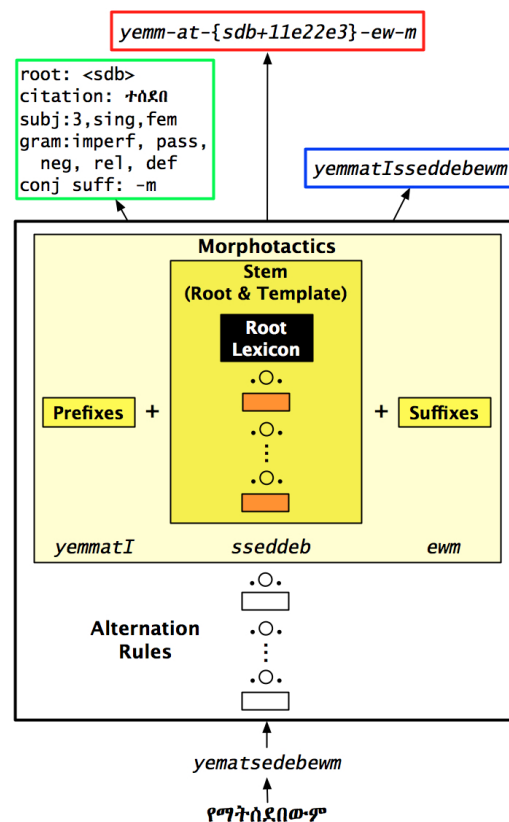 yemm-at-{sdb+11e22e3}-ew-m
root: <sdb>
citation: ተሰደበ
subj:3,sing,fem
gram:imperf, pass,
neg, rel, def
conj suff: -m
yemmatIsseddebewm
Morphotactics
Stem
(Root & Template)
Root
Lexicon
Prefixes + + Suffixes
yemmatI sseddeb ewm
Alternation
Rules
yematsedebewm
የማትሰደበውም